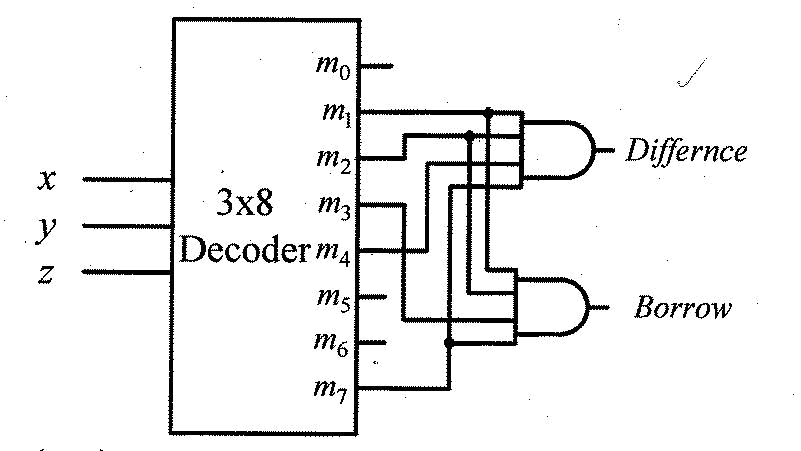 m0
m1
m2
m3
m4
m5
m6
m7
x
y
z
3x8
Decoder
Differnce
Borrow